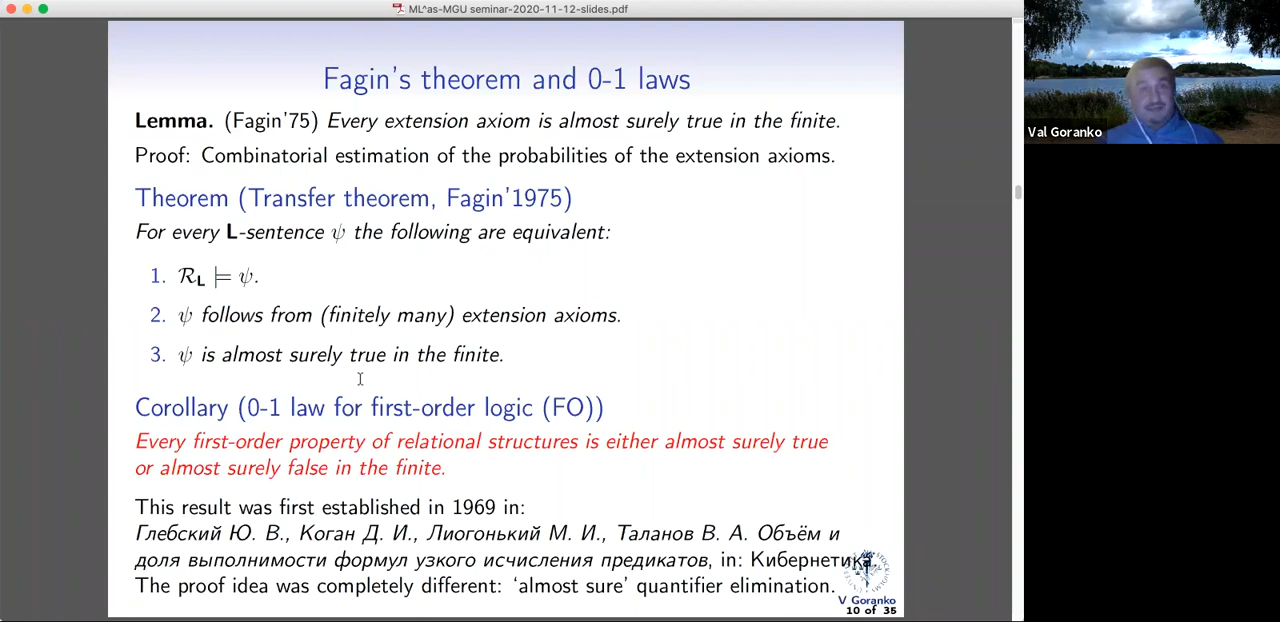 ML^as-MGU seminar-2020-11-12-slides.pdf
Fagin's theorem and 0-1 laws
Lemma. (Fagin'75) Every extension axiom is almost surely true in the finite.
Proof: Combinatorial estimation of the probabilities of the extension axioms.
Theorem (Transfer theorem, Fagin'1975)
For every L-sentence ψ the following are equivalent:
1. ℛ_L ⊨ ψ.
2. ψ follows from (finitely many) extension axioms.
3. ψ is almost surely true in the finite.
Corollary (0-1 law for first-order logic (FO))
Every first-order property of relational structures is either almost surely true
or almost surely false in the finite.
This result was first established in 1969 in:
Глебский Ю. В., Коган Д. И., Лиогонький М. И., Таланов В. А. Объём и
доля выполнимости формул узкого исчисления предикатов, in: Кибернетика.
The proof idea was completely different: ‘almost sure’ quantifier elimination.
V Goranko
10 of 35
Val Goranko